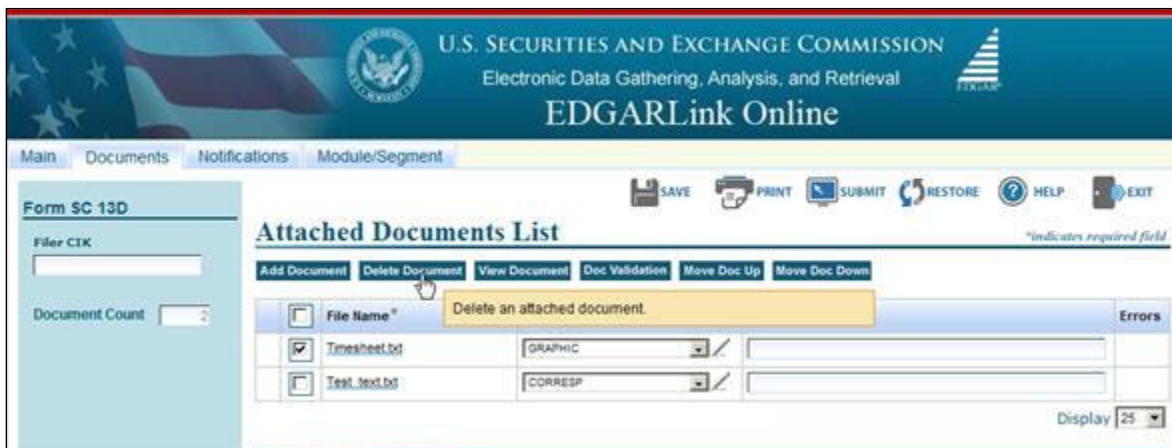 U.S. SECURITIES AND EXCHANGE COMMISSION
Electronic Data Gathering, Analysis, and Retrieval
EDGAR
EDGARLink Online
Main Documents Notifications Module/Segment
SAVE PRINT SUBMIT RESTORE HELP EXIT
Form SC 13D
Attached Documents List
*indicates required field
Filer CIK
Add Document Delete Document View Document Doc Validation Move Doc Up Move Doc Down
Delete an attached document.
Document Count 2
File Name* Errors
Timesheet.txt GRAPHIC
Test_text.txt CORRESP
Display 25